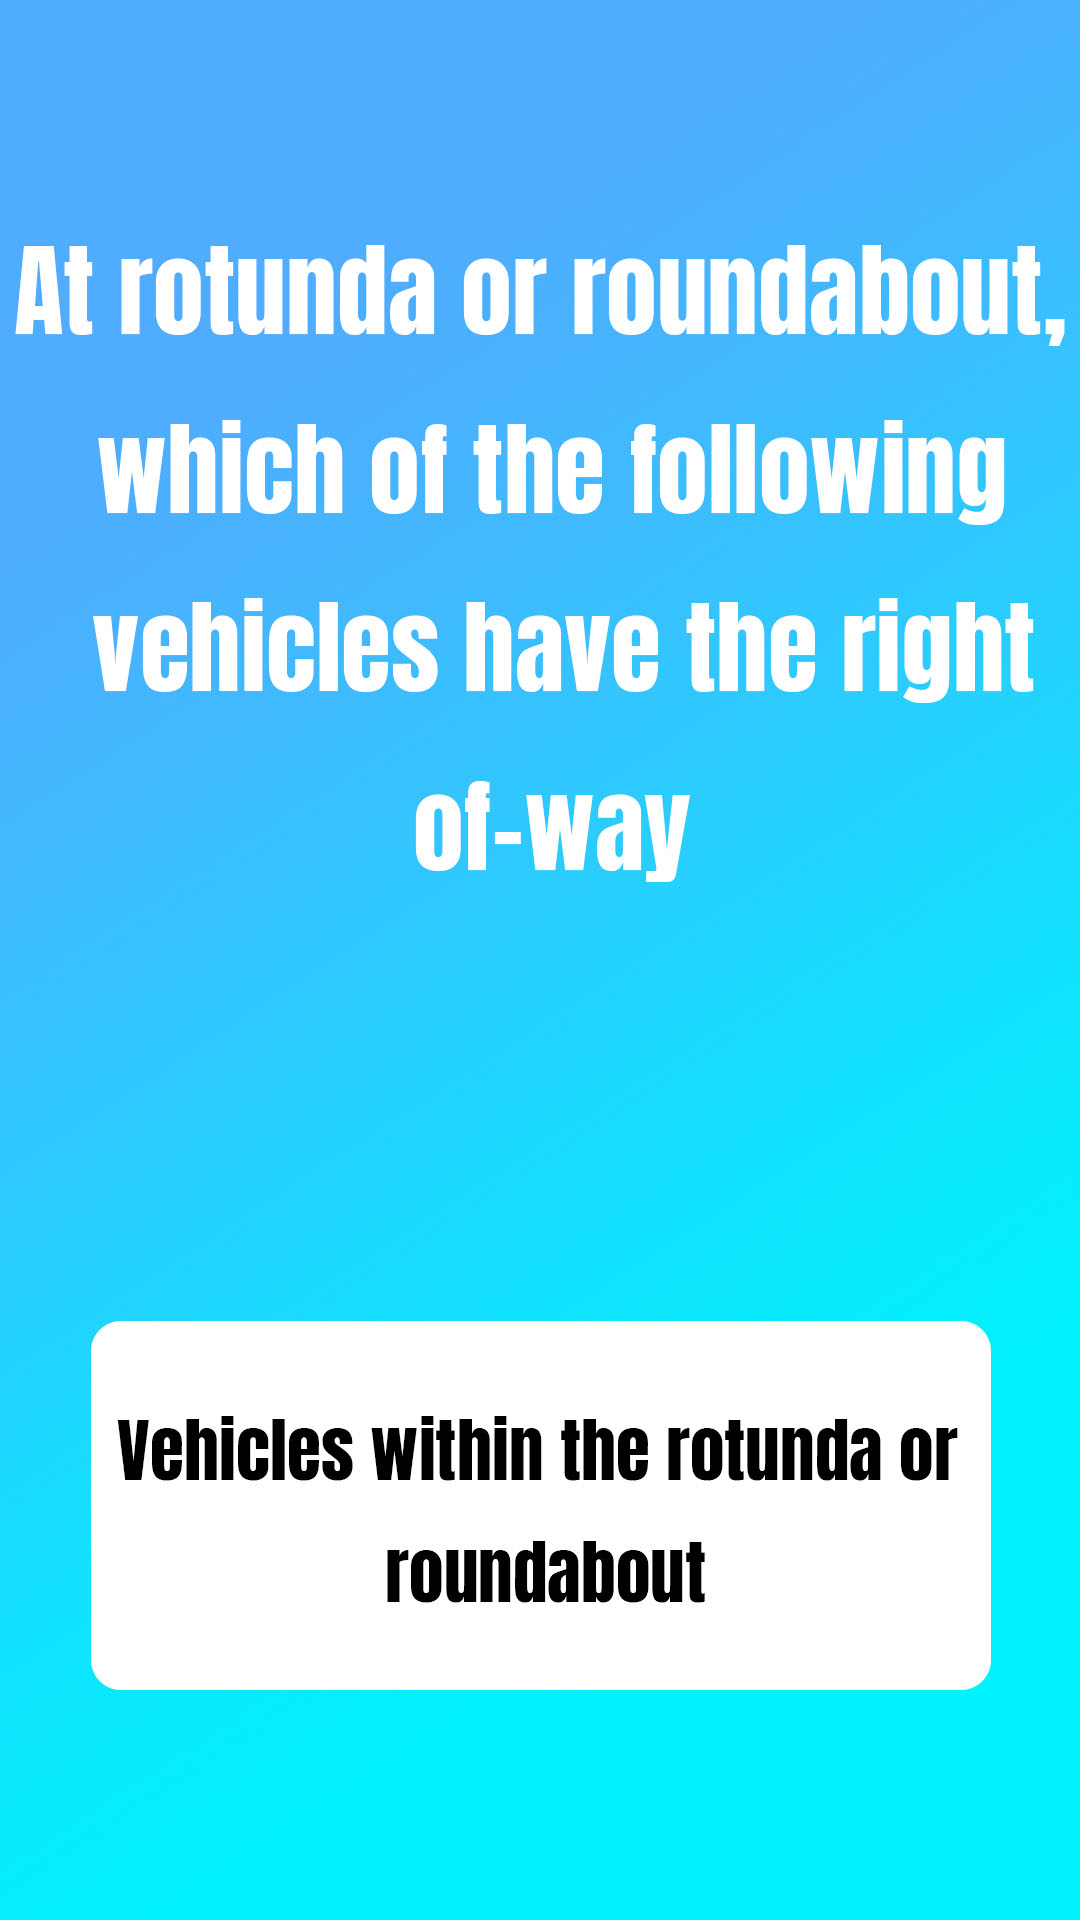 At rotunda or roundabout,
which of the following
vehicles have the right
of-way
Vehicles within the rotunda or
roundabout